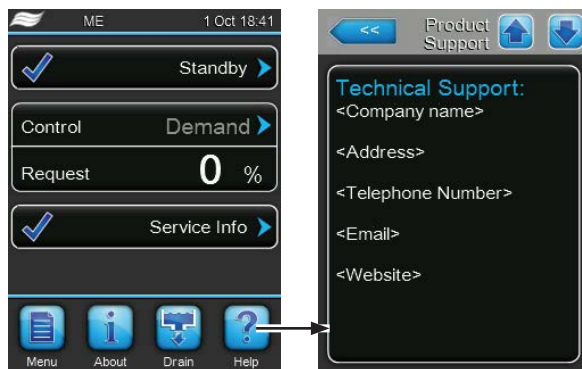 ME 1 Oct 18:41
Standby
Control Demand
Request 0 %
Service Info
Menu About Drain Help
<<
Product
Support
Technical Support:
<Company name>
<Address>
<Telephone Number>
<Email>
<Website>